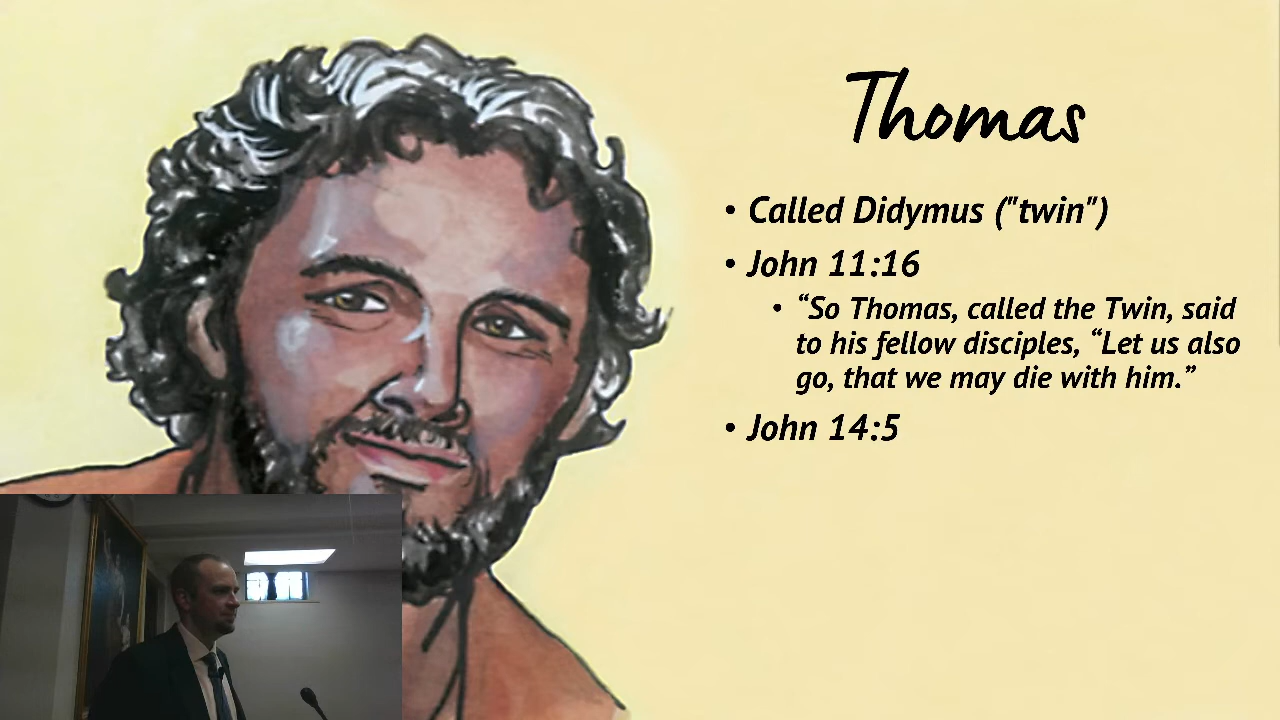 Thomas
• Called Didymus ("twin")
• John 11:16
• “So Thomas, called the Twin, said
to his fellow disciples, “Let us also
go, that we may die with him.”
• John 14:5